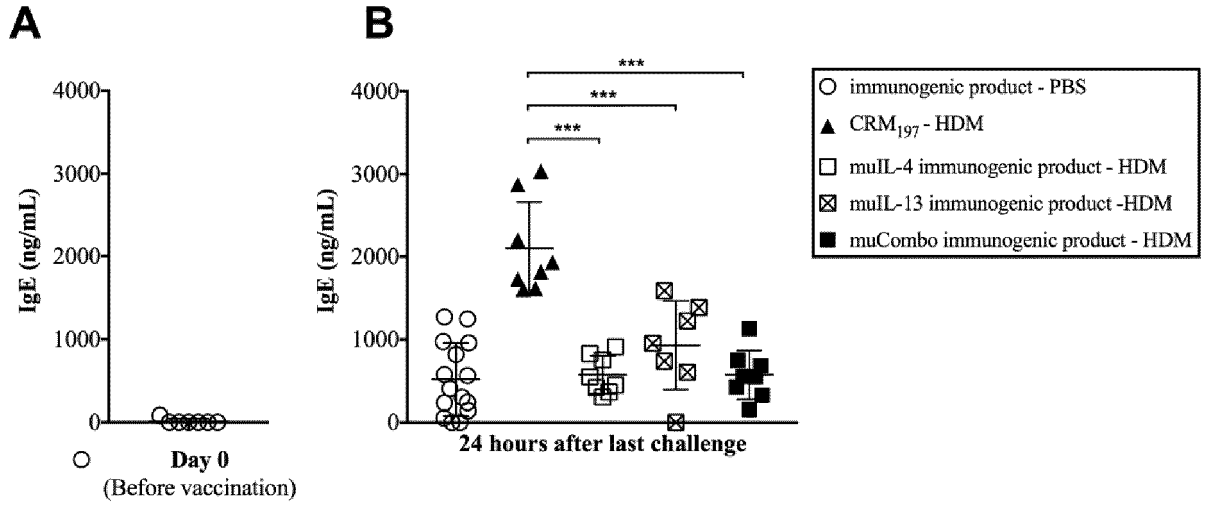 A
B
IgE (ng/mL)
4000
3000
2000
1000
0
Day 0
(Before vaccination)
IgE (ng/mL)
4000
3000
2000
1000
0
***
***
***
24 hours after last challenge
immunogenic product - PBS
CRM197 - HDM
muIL-4 immunogenic product - HDM
muIL-13 immunogenic product -HDM
muCombo immunogenic product - HDM